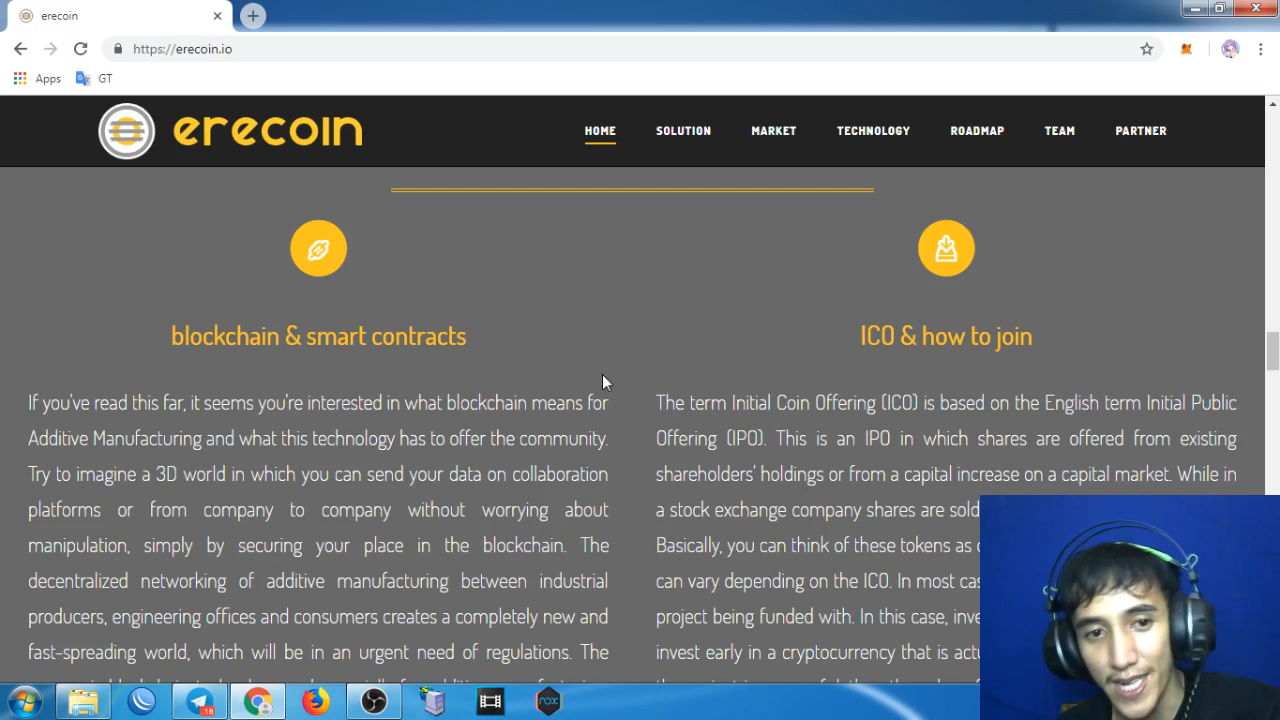 erecoin
https://erecoin.io
Apps
GT
erecoin
HOME
SOLUTION
MARKET
TECHNOLOGY
ROADMAP
TEAM
PARTNER
blockchain & smart contracts
If you've read this far, it seems you're interested in what blockchain means for
Additive Manufacturing and what this technology has to offer the community.
Try to imagine a 3D world in which you can send your data on collaboration
platforms or from company to company without worrying about
manipulation, simply by securing your place in the blockchain. The
decentralized networking of additive manufacturing between industrial
producers, engineering offices and consumers creates a completely new and
fast-spreading world, which will be in an urgent need of regulations. The
ICO & how to join
The term Initial Coin Offering (ICO) is based on the English term Initial Public
Offering (IPO). This is an IPO in which shares are offered from existing
shareholders' holdings or from a capital increase on a capital market. While in
a stock exchange company shares are sold
Basically, you can think of these tokens as
can vary depending on the ICO. In most
project being funded with. In this case,
invest early in a cryptocurrency that is
18
nox